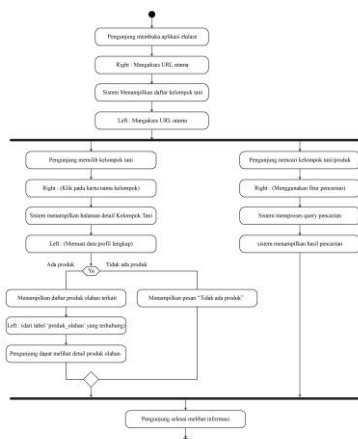 Pengunjung membuka aplikasi etalase
Right : Mangakses URL utama
Sistem Menampilkan daftar kelompok tani
Left : Mangakses URL utama
Pengunjung memilih kelompok tani
Right : (Klik pada kartu/nama kelompok)
Sistem menampilkan halaman detail Kelompok Tani
Left : (Memuat data profil lengkap)
Ada produk
Tidak ada produk
Ya
Menampilkan daftar produk olahan terkait
Menampilkan pesan "Tidak ada produk"
Left : (dari tabel 'produk_olahan' yang terhubung)
Pengunjung dapat melihat detail produk olahan
Pengunjung mencari kelompok tani/produk
Right : (Menggunakan fitur pencarian)
Sistem memproses query pencarian
sistem menampilkan hasil pencarian
Pengunjung selesai melihat informasi